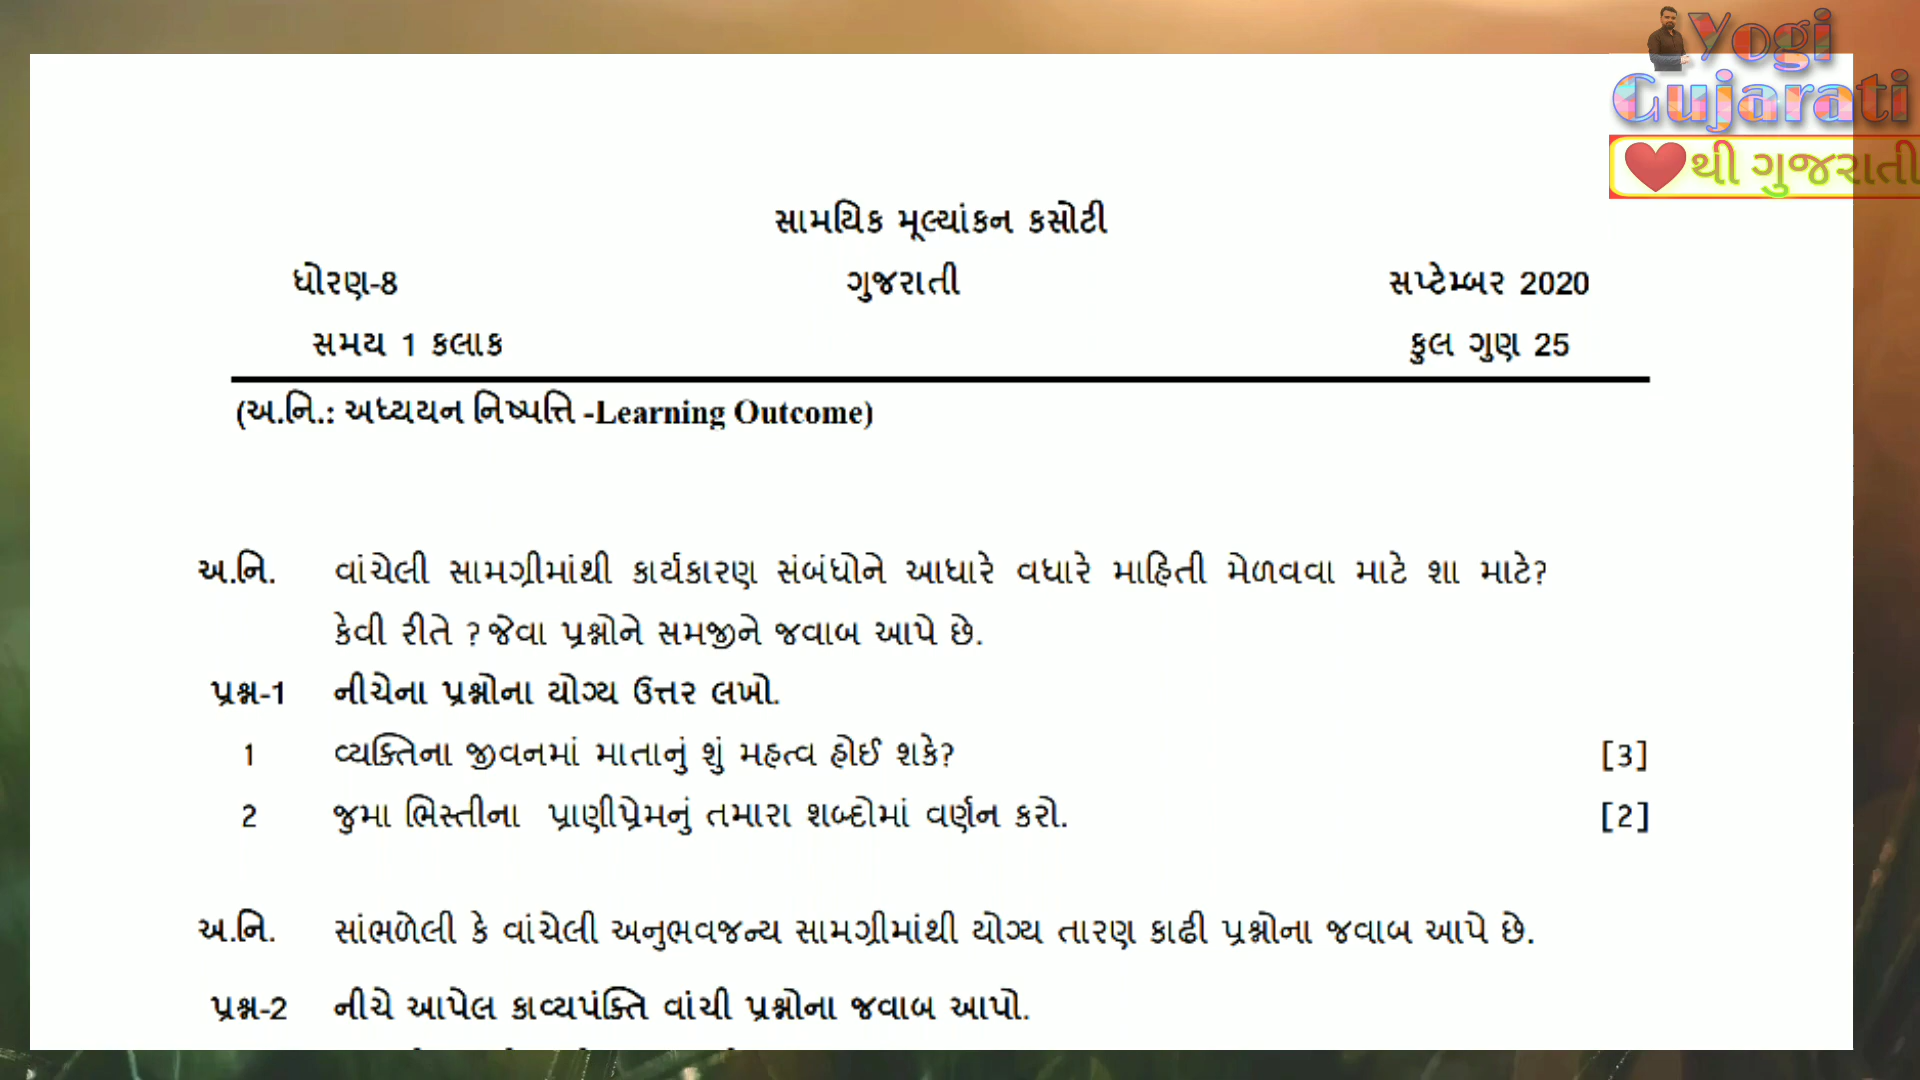 Yogi
Gujarati
થી ગુજરાતી
સામયિક મૂલ્યાંકન કસોટી
ધોરણ-8 ગુજરાતી સપ્ટેમ્બર 2020
સમય 1 કલાક કુલ ગુણ 25
(અ.નિ.: અધ્યયન નિષ્પત્તિ -Learning Outcome)
અ.નિ. વાંચેલી સામગ્રીમાંથી કાર્યકારણ સંબંધોને આધારે વધારે માહિતી મેળવવા માટે શા માટે?
કેવી રીતે ? જેવા પ્રશ્નોને સમજીને જવાબ આપે છે.
પ્રશ્ન-1 નીચેના પ્રશ્નોના યોગ્ય ઉત્તર લખો.
1 વ્યક્તિના જીવનમાં માતાનું શું મહત્વ હોઈ શકે? [3]
2 જુમા ભિસ્તીના પ્રાણીપ્રેમનું તમારા શબ્દોમાં વર્ણન કરો. [2]
અ.નિ. સાંભળેલી કે વાંચેલી અનુભવજન્ય સામગ્રીમાંથી યોગ્ય તારણ કાઢી પ્રશ્નોના જવાબ આપે છે.
પ્રશ્ન-2 નીચે આપેલ કાવ્યપંક્તિ વાંચી પ્રશ્નોના જવાબ આપો.